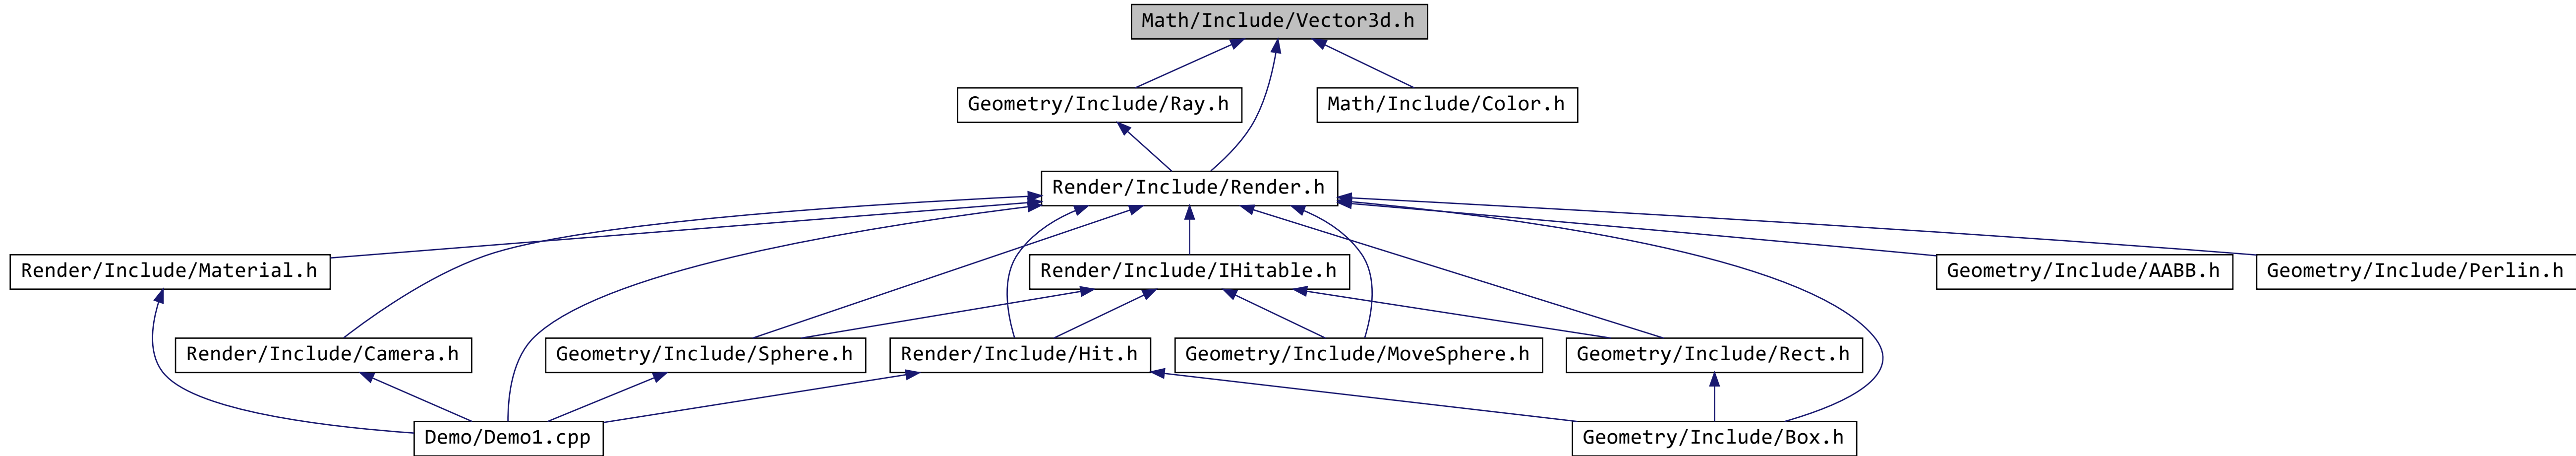 Math/Include/Vector3d.h
Geometry/Include/Ray.h
Math/Include/Color.h
Render/Include/Render.h
Render/Include/Material.h
Render/Include/IHitable.h
Geometry/Include/AABB.h
Geometry/Include/Perlin.h
Render/Include/Camera.h
Geometry/Include/Sphere.h
Render/Include/Hit.h
Geometry/Include/MoveSphere.h
Geometry/Include/Rect.h
Demo/Demo1.cpp
Geometry/Include/Box.h